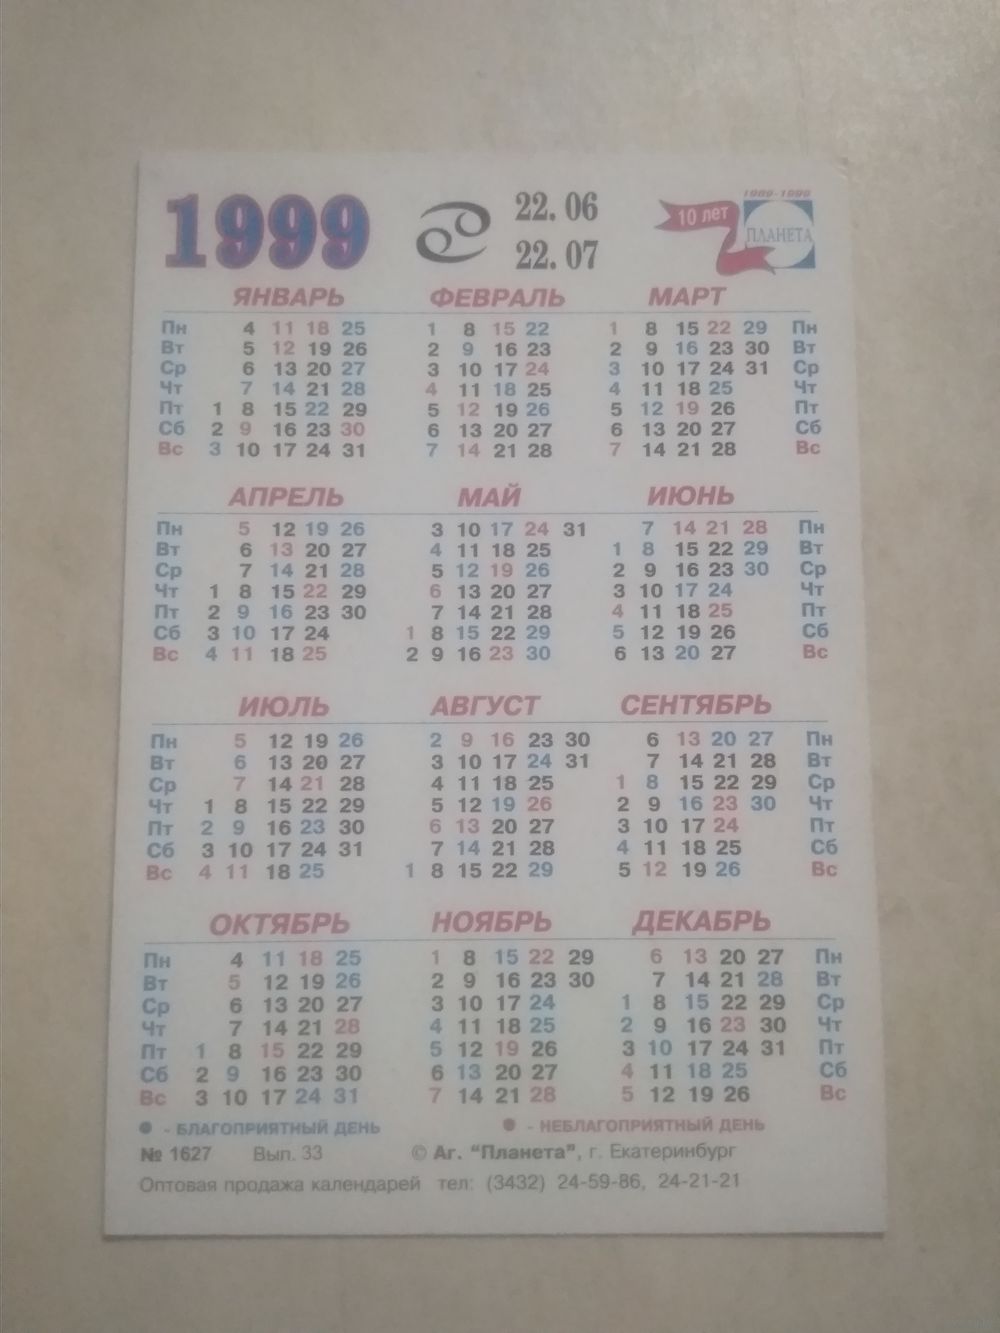 1999 22. 06 10 лет 1989-1999
22. 07 ПЛАНЕТА
ЯНВАРЬ ФЕВРАЛЬ МАРТ
Пн 4 11 18 25 1 8 15 22 1 8 15 22 29 Пн
Вт 5 12 19 26 2 9 16 23 2 9 16 23 30 Вт
Ср 6 13 20 27 3 10 17 24 3 10 17 24 31 Ср
Чт 7 14 21 28 4 11 18 25 4 11 18 25 Чт
Пт 1 8 15 22 29 5 12 19 26 5 12 19 26 Пт
Сб 2 9 16 23 30 6 13 20 27 6 13 20 27 Сб
Вс 3 10 17 24 31 7 14 21 28 7 14 21 28 Вс
АПРЕЛЬ МАЙ ИЮНЬ
Пн 5 12 19 26 3 10 17 24 31 7 14 21 28 Пн
Вт 6 13 20 27 4 11 18 25 1 8 15 22 29 Вт
Ср 7 14 21 28 5 12 19 26 2 9 16 23 30 Ср
Чт 1 8 15 22 29 6 13 20 27 3 10 17 24 Чт
Пт 2 9 16 23 30 7 14 21 28 4 11 18 25 Пт
Сб 3 10 17 24 1 8 15 22 29 5 12 19 26 Сб
Вс 4 11 18 25 2 9 16 23 30 6 13 20 27 Вс
ИЮЛЬ АВГУСТ СЕНТЯБРЬ
Пн 5 12 19 26 2 9 16 23 30 6 13 20 27 Пн
Вт 6 13 20 27 3 10 17 24 31 7 14 21 28 Вт
Ср 7 14 21 28 4 11 18 25 1 8 15 22 29 Ср
Чт 1 8 15 22 29 5 12 19 26 2 9 16 23 30 Чт
Пт 2 9 16 23 30 6 13 20 27 3 10 17 24 Пт
Сб 3 10 17 24 31 7 14 21 28 4 11 18 25 Сб
Вс 4 11 18 25 1 8 15 22 29 5 12 19 26 Вс
ОКТЯБРЬ НОЯБРЬ ДЕКАБРЬ
Пн 4 11 18 25 1 8 15 22 29 6 13 20 27 Пн
Вт 5 12 19 26 2 9 16 23 30 7 14 21 28 Вт
Ср 6 13 20 27 3 10 17 24 1 8 15 22 29 Ср
Чт 7 14 21 28 4 11 18 25 2 9 16 23 30 Чт
Пт 1 8 15 22 29 5 12 19 26 3 10 17 24 31 Пт
Сб 2 9 16 23 30 6 13 20 27 4 11 18 25 Сб
Вс 3 10 17 24 31 7 14 21 28 5 12 19 26 Вс
- БЛАГОПРИЯТНЫЙ ДЕНЬ - НЕБЛАГОПРИЯТНЫЙ ДЕНЬ
№ 1627 Вып. 33 © Аг. "Планета", г. Екатеринбург
Оптовая продажа календарей тел: (3432) 24-59-86, 24-21-21